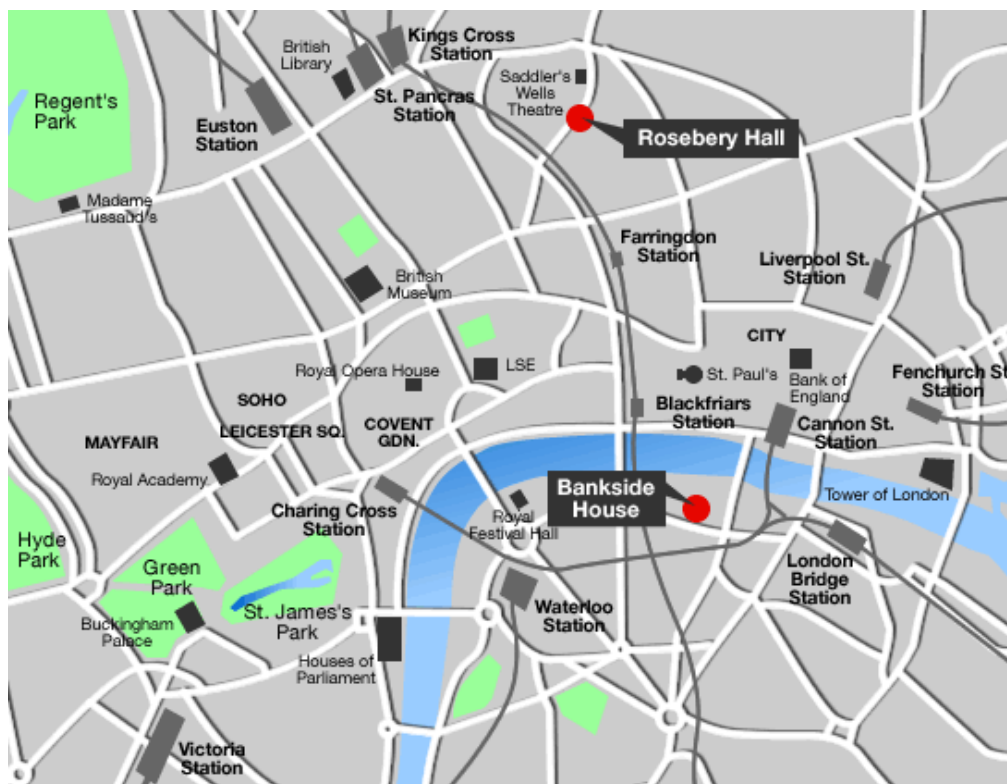 Kings Cross
Station
British
Library
Saddler's
Wells
Theatre
St. Pancras
Station
Regent's
Park
Euston
Station
Rosebery Hall
Madame
Tussaud's
Farringdon
Station
Liverpool St.
Station
British
Museum
CITY
Royal Opera House
LSE
St. Paul's
Bank of
England
Fenchurch St.
Station
SOHO
MAYFAIR
LEICESTER SQ.
COVENT
GDN.
Blackfriars
Station
Cannon St.
Station
Royal Academy
Charing Cross
Station
Royal
Festival Hall
Bankside
House
Tower of London
Hyde
Park
Green
Park
London
Bridge
Station
Buckingham
Palace
St. James's
Park
Waterloo
Station
Houses of
Parliament
Victoria
Station